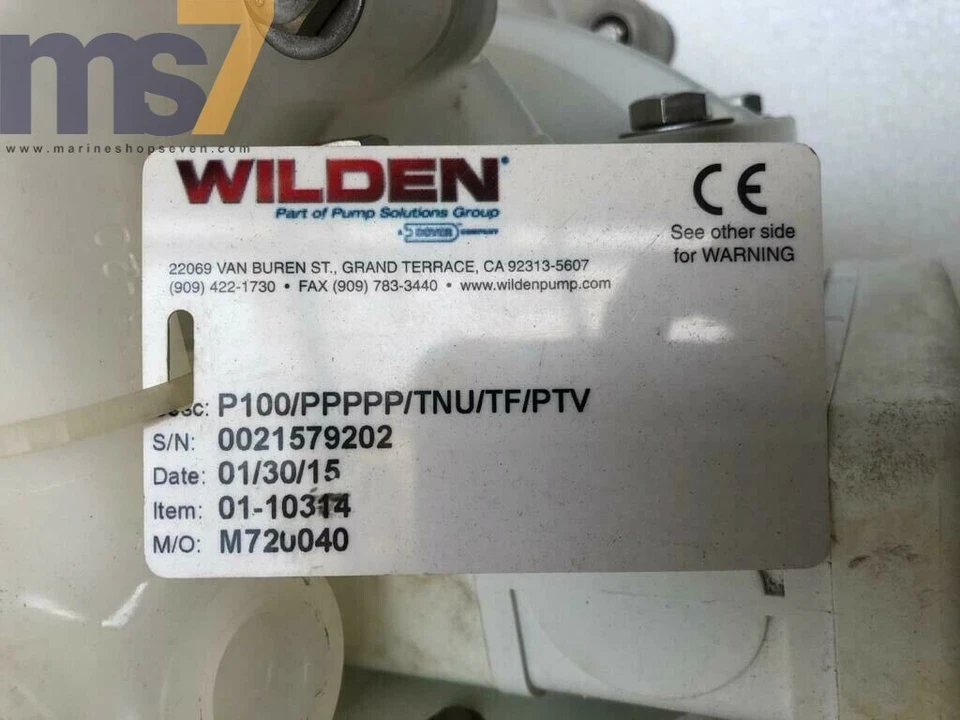 ms7
www.marineshopseven.com
WILDEN
Part of Pump Solutions Group
A DOVER COMPANY
CE
See other side
for WARNING
22069 VAN BUREN ST., GRAND TERRACE, CA 92313-5607
(909) 422-1730 • FAX (909) 783-3440 • www.wildenpump.com
P100/PPPPP/TNU/TF/PTV
S/N: 0021579202
Date: 01/30/15
Item: 01-10314
M/O: M720040